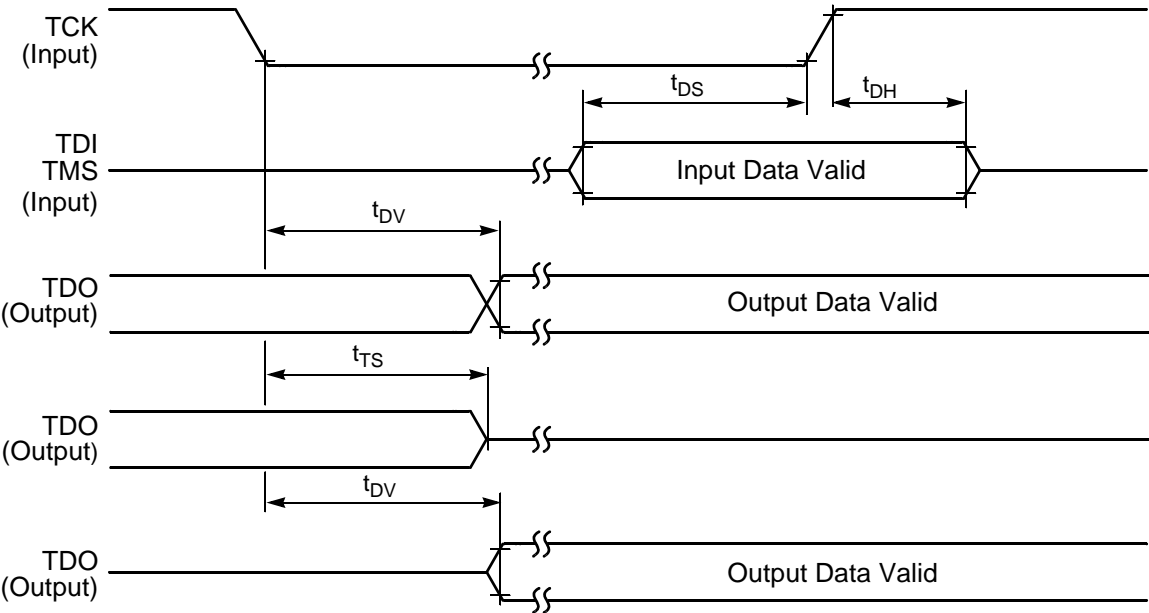 TCK
(Input)
tDS
tDH
TDI
TMS
(Input)
Input Data Valid
tDV
TDO
(Output)
Output Data Valid
tTS
TDO
(Output)
tDV
TDO
(Output)
Output Data Valid